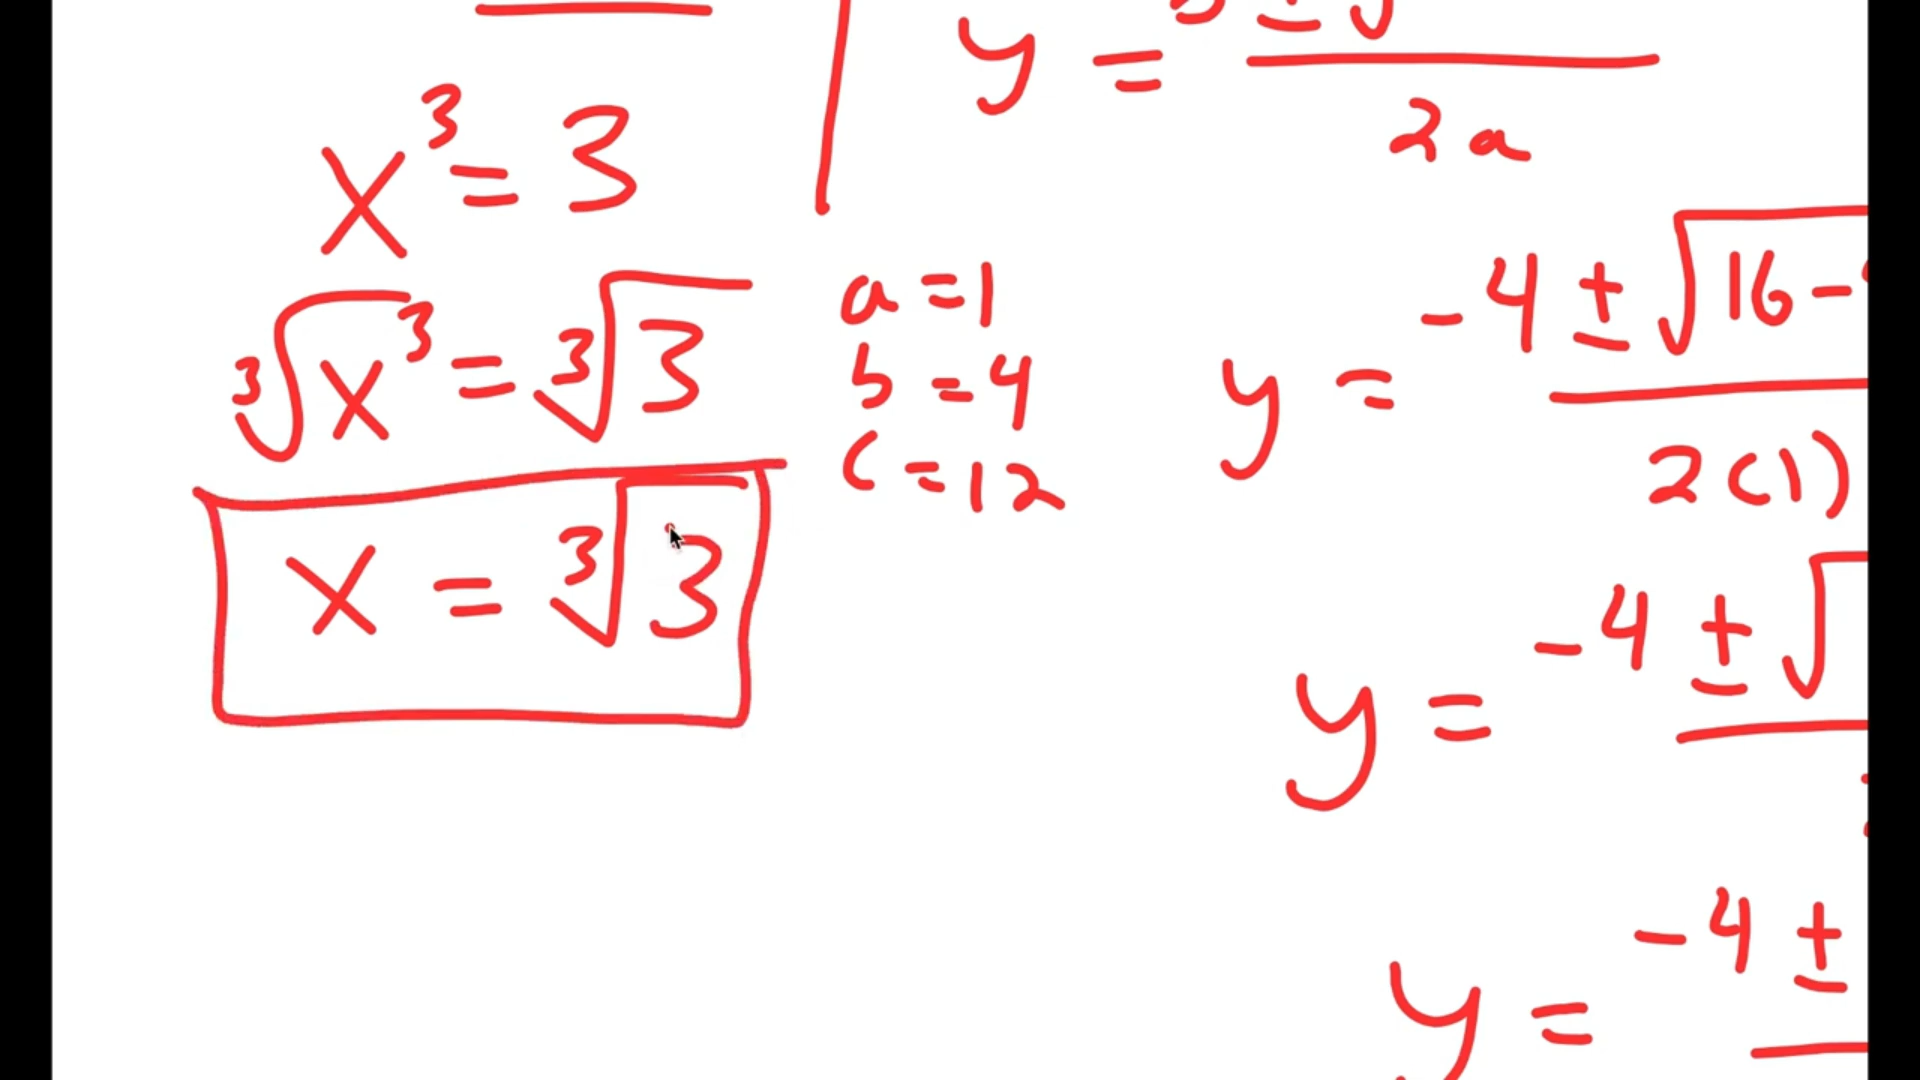 x³ = 3
∛x³ = ∛3
x = ∛3
a = 1
b = 4
c = 12
y = b ± √
2a
y = -4 ± √16 -
2(1)
y = -4 ± √
y = -4 ±